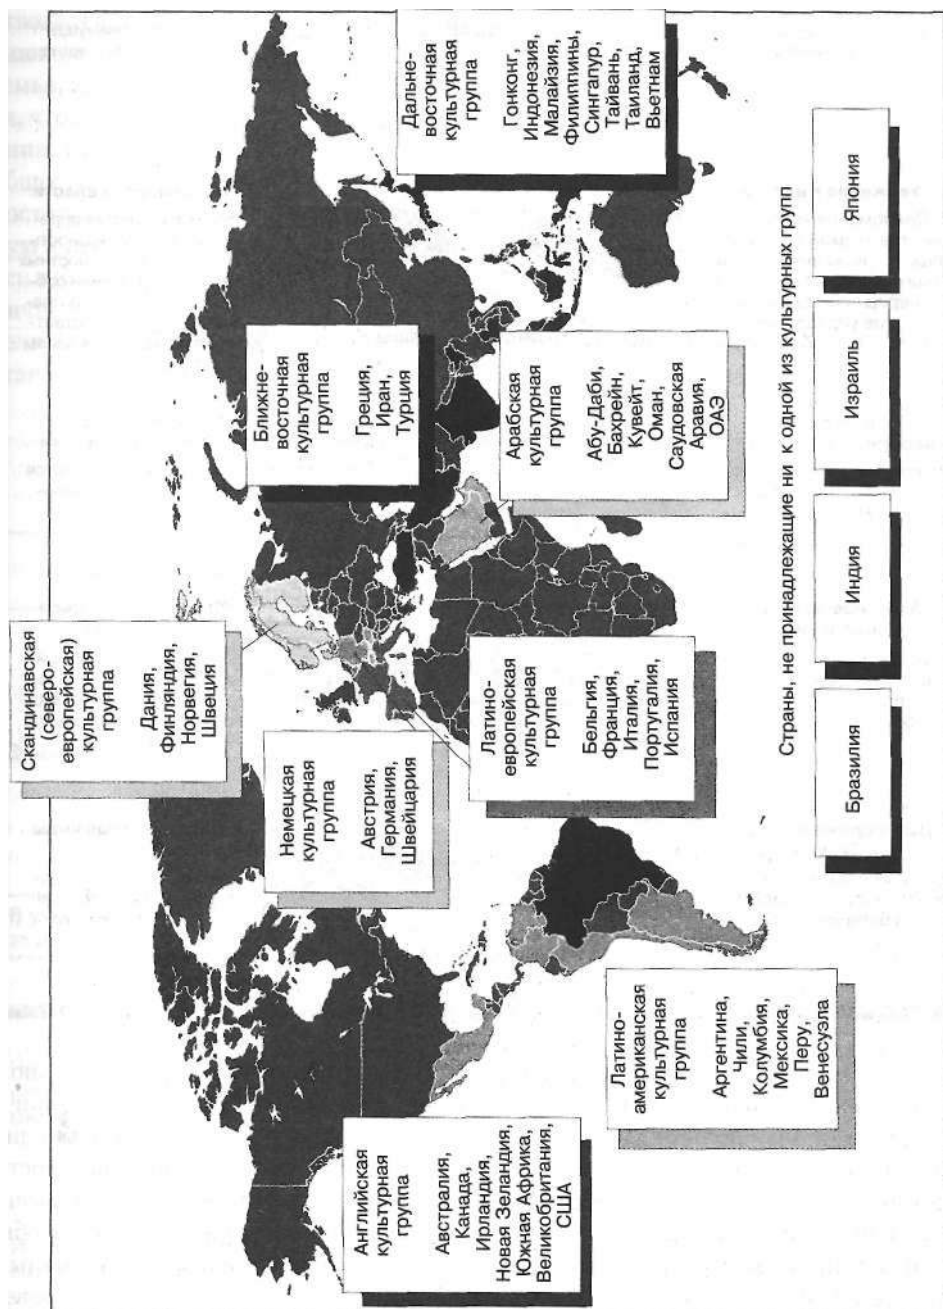 Скандинавская
(северо-
европейская)
культурная
группа
Дания,
Финляндия,
Норвегия,
Швеция
Немецкая
культурная
группа
Австрия,
Германия,
Швейцария
Ближне-
восточная
культурная
группа
Греция,
Иран,
Турция
Дальне-
восточная
культурная
группа
Гонконг,
Индонезия,
Малайзия,
Филиппины,
Сингапур,
Тайвань,
Таиланд,
Вьетнам
Английская
культурная
группа
Австралия,
Канада,
Ирландия,
Новая Зеландия,
Южная Африка,
Великобритания,
США
Латино-
европейская
культурная
группа
Бельгия,
Франция,
Италия,
Португалия,
Испания
Арабская
культурная
группа
Абу-Даби,
Бахрейн,
Кувейт,
Оман,
Саудовская
Аравия,
ОАЭ
Латино-
американская
культурная
группа
Аргентина,
Чили,
Колумбия,
Мексика,
Перу,
Венесуэла
Страны, не принадлежащие ни к одной из культурных групп
Бразилия
Индия
Израиль
Япония